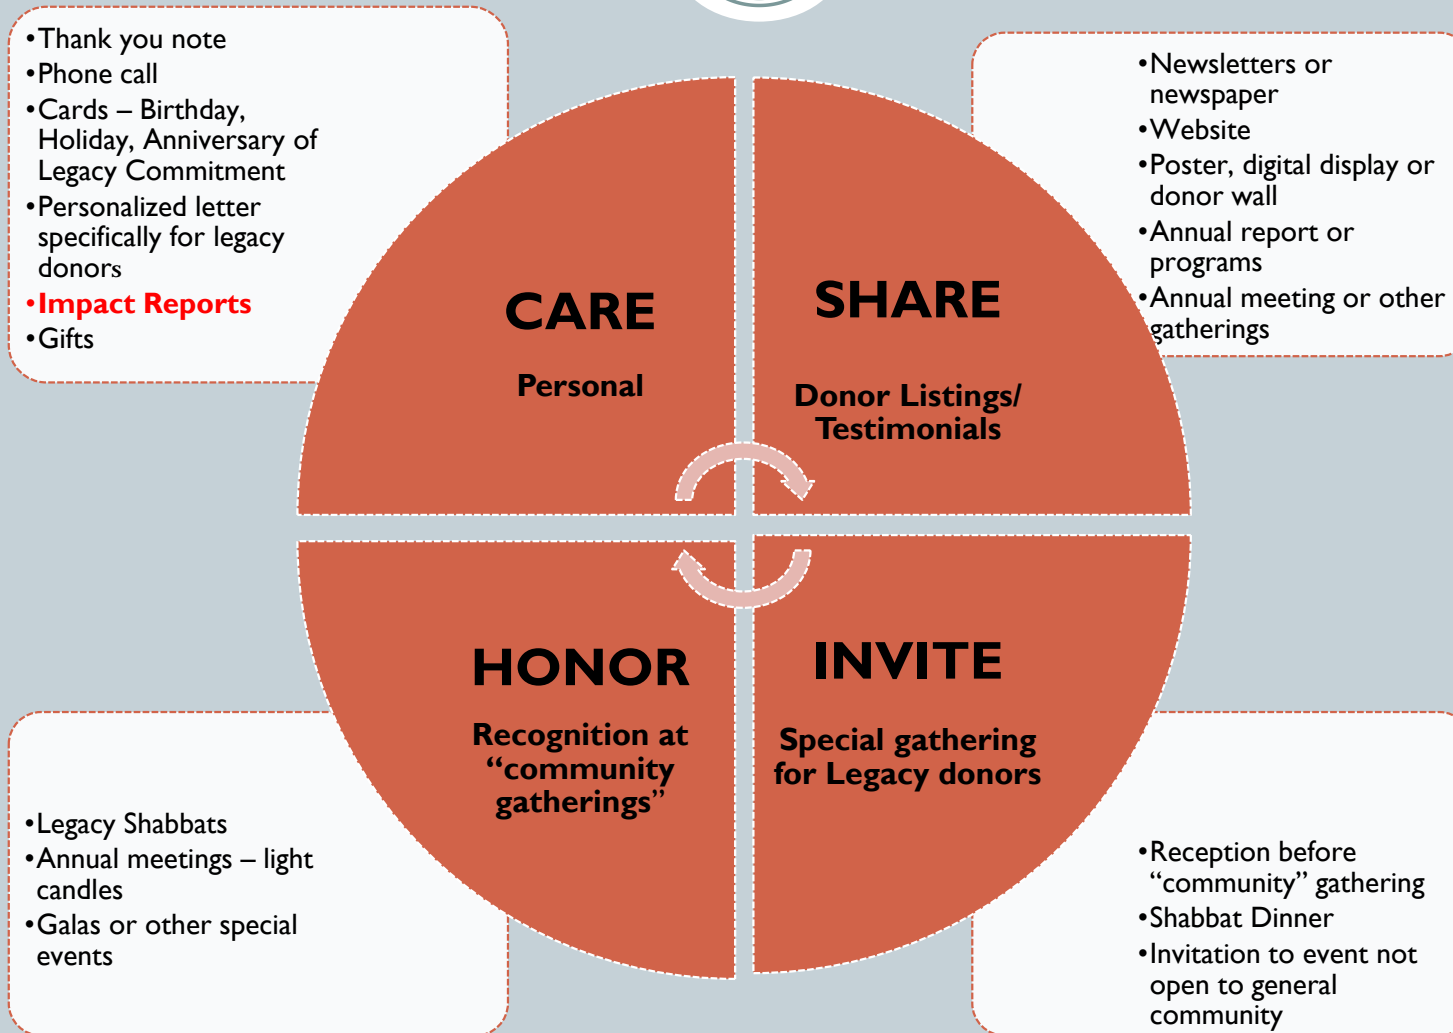 •Thank you note
•Phone call
•Cards – Birthday,
Holiday, Anniversary of
Legacy Commitment
•Personalized letter
specifically for legacy
donors
•Impact Reports
•Gifts
•Newsletters or
newspaper
•Website
•Poster, digital display or
donor wall
•Annual report or
programs
•Annual meeting or other
gatherings
CARE
Personal
SHARE
Donor Listings/
Testimonials
HONOR
Recognition at
“community
gatherings”
INVITE
Special gathering
for Legacy donors
•Legacy Shabbats
•Annual meetings – light
candles
•Galas or other special
events
•Reception before
“community” gathering
•Shabbat Dinner
•Invitation to event not
open to general
community